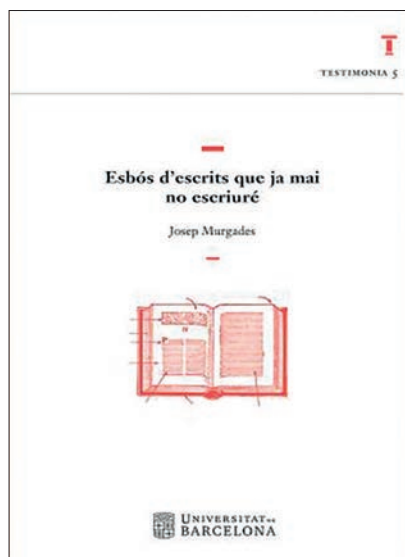 TESTIMONIA 5
Esbós d'escrits que ja mai
no escriuré
Josep Murgades
UNIVERSITAT DE
BARCELONA